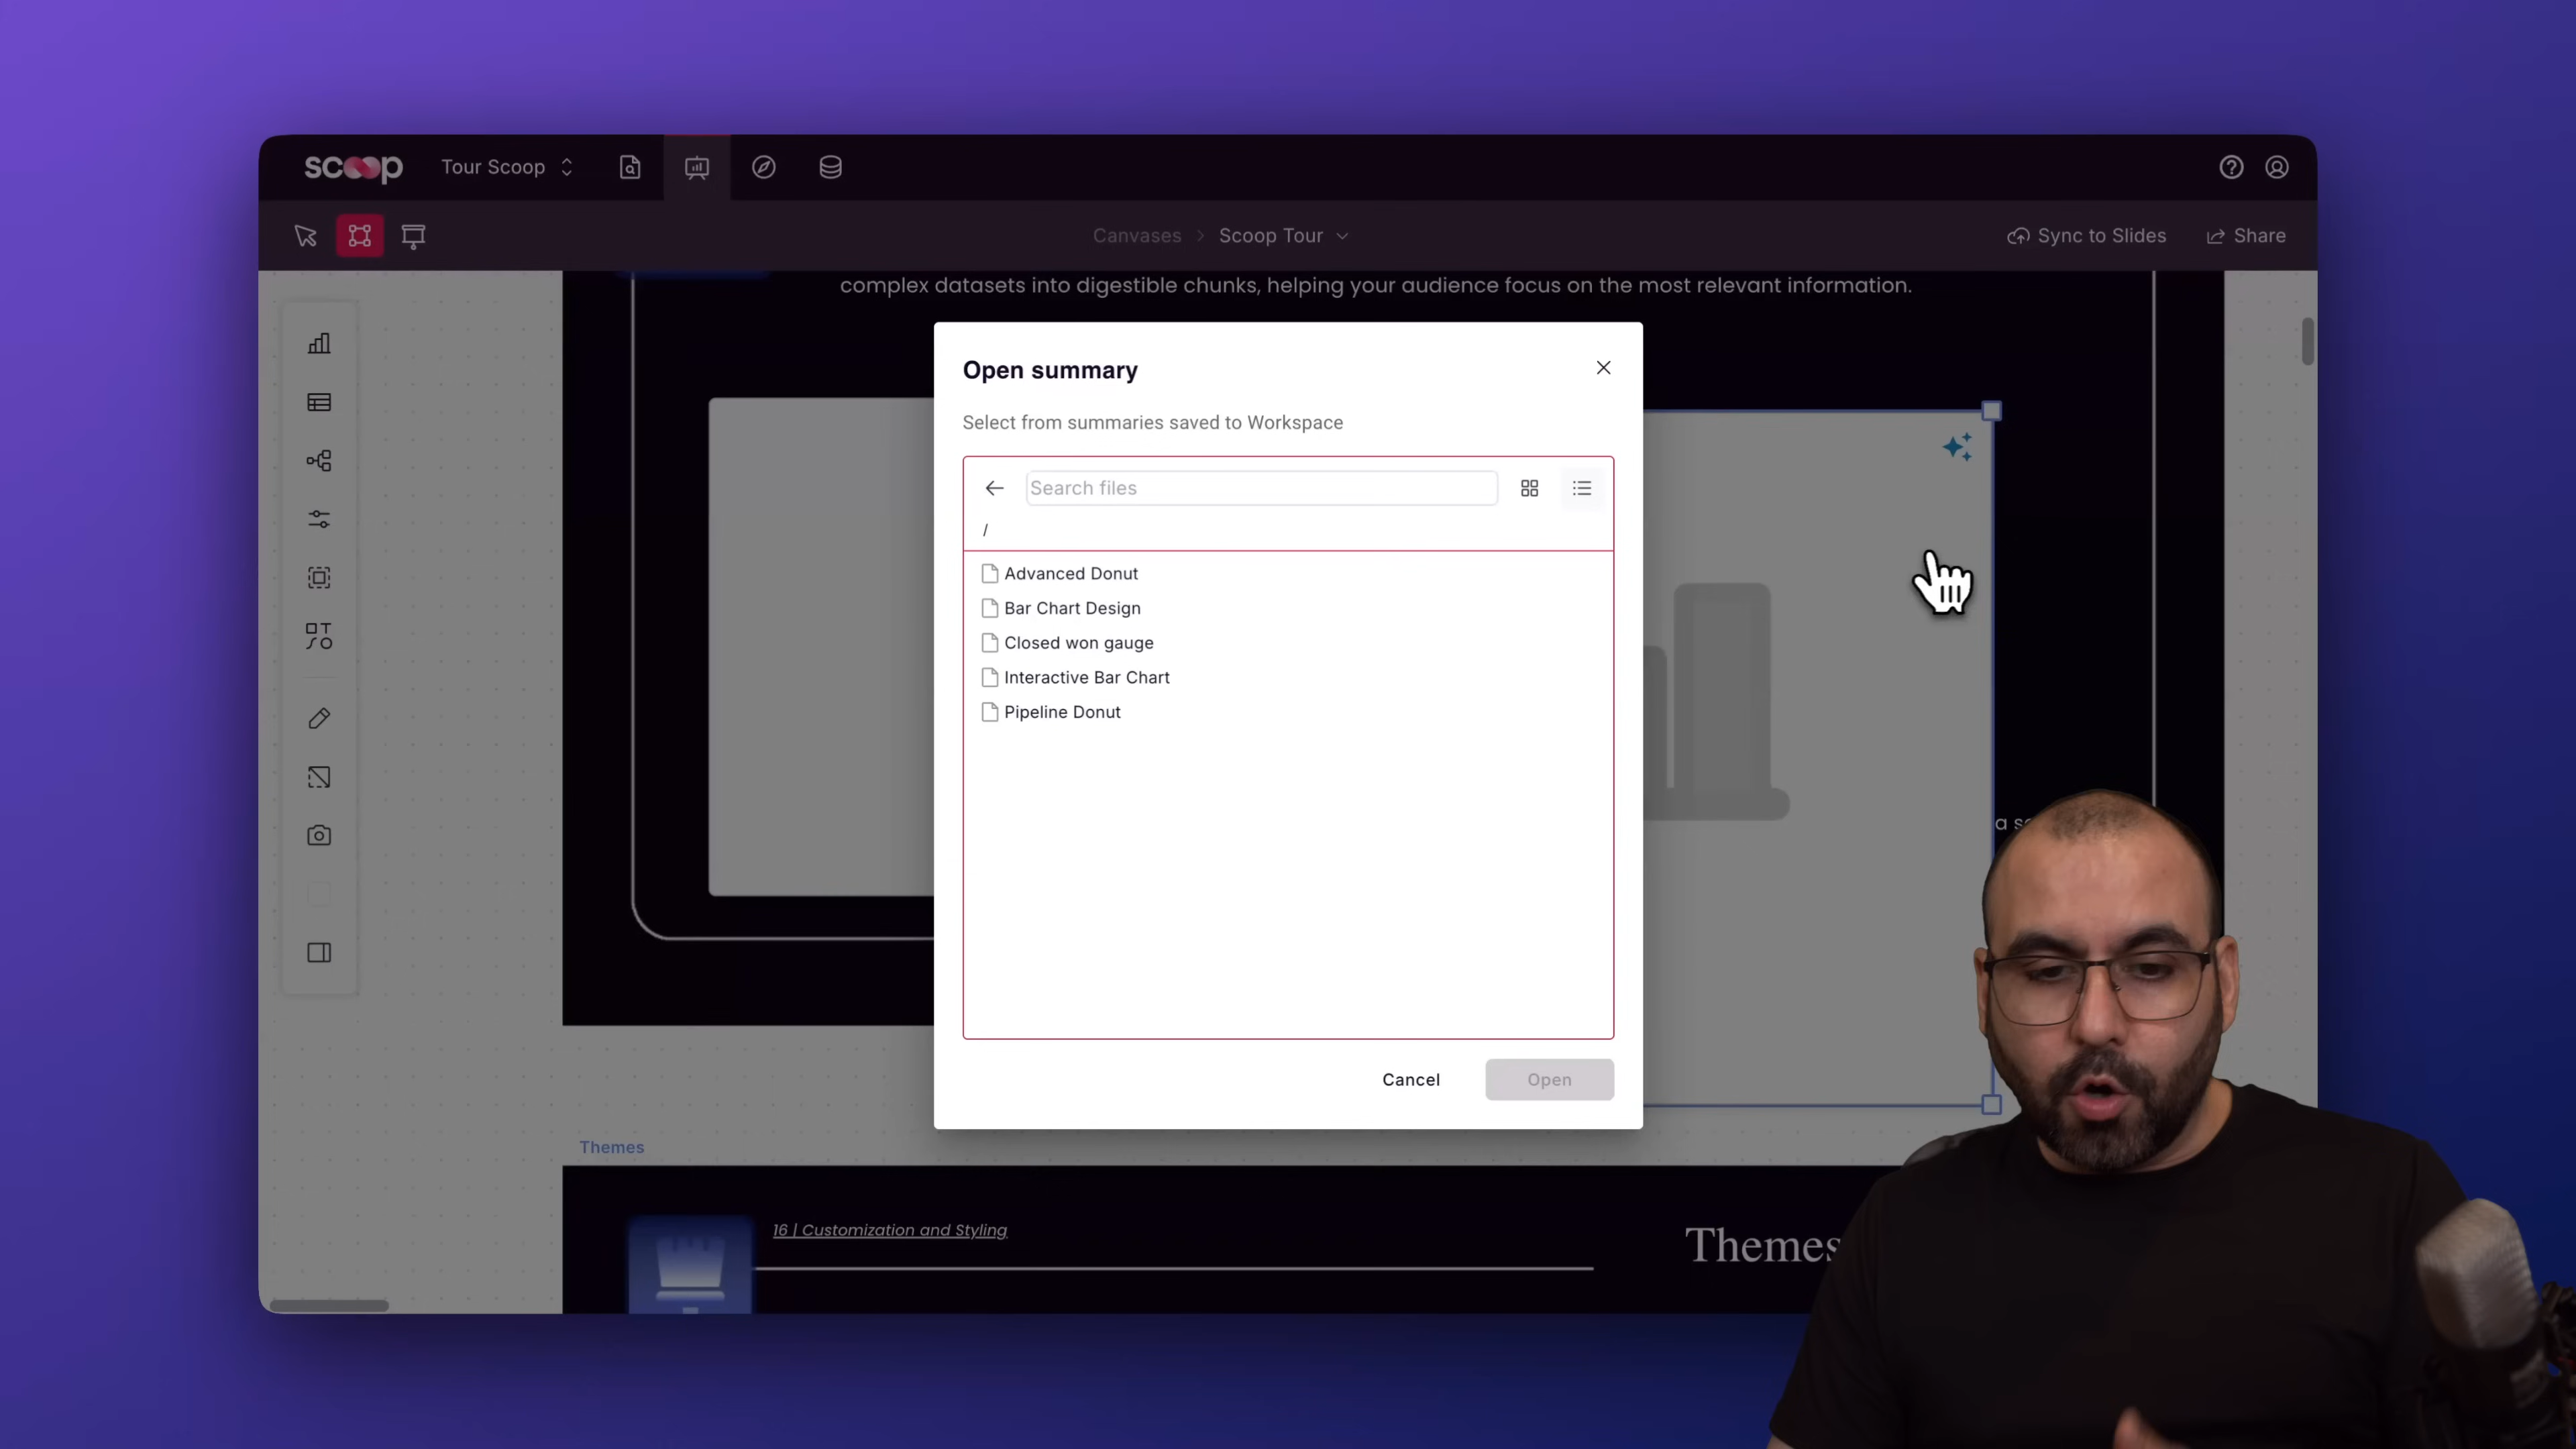 scoop Tour Scoop
Canvases > Scoop Tour
Sync to Slides Share
complex datasets into digestible chunks, helping your audience focus on the most relevant information.
Open summary
Select from summaries saved to Workspace
Search files
/
Advanced Donut
Bar Chart Design
Closed won gauge
Interactive Bar Chart
Pipeline Donut
a
Cancel Open
Themes
16 | Customization and Styling
Themes